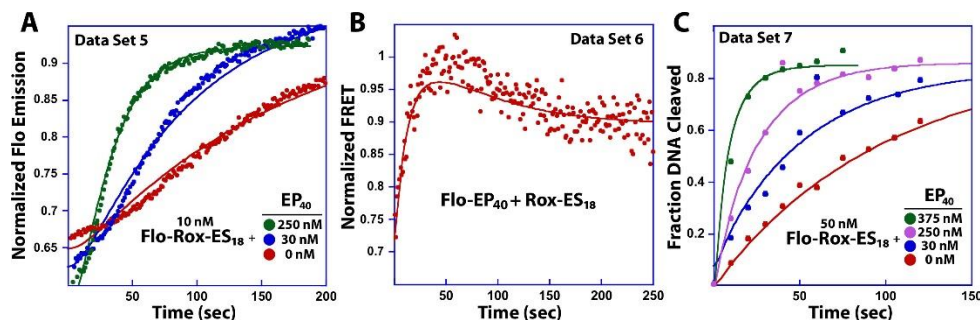 A
Data Set 5
Normalized Flo Emission
0.9
0.85
0.8
0.75
0.7
0.65
EP40
10 nM
250 nM
Flo-Rox-ES18 +
30 nM
0 nM
50
100
150
200
Time (sec)
B
Data Set 6
Normalized FRET
1
0.95
0.9
0.85
0.8
0.75
0.7
Flo-EP40 + Rox-ES18
50
100
150
200
250
Time (sec)
C
Data Set 7
Fraction DNA Cleaved
0.8
0.6
0.4
0.2
EP40
50 nM
375 nM
Flo-Rox-ES18 +
250 nM
30 nM
0 nM
50
100
150
Time (sec)